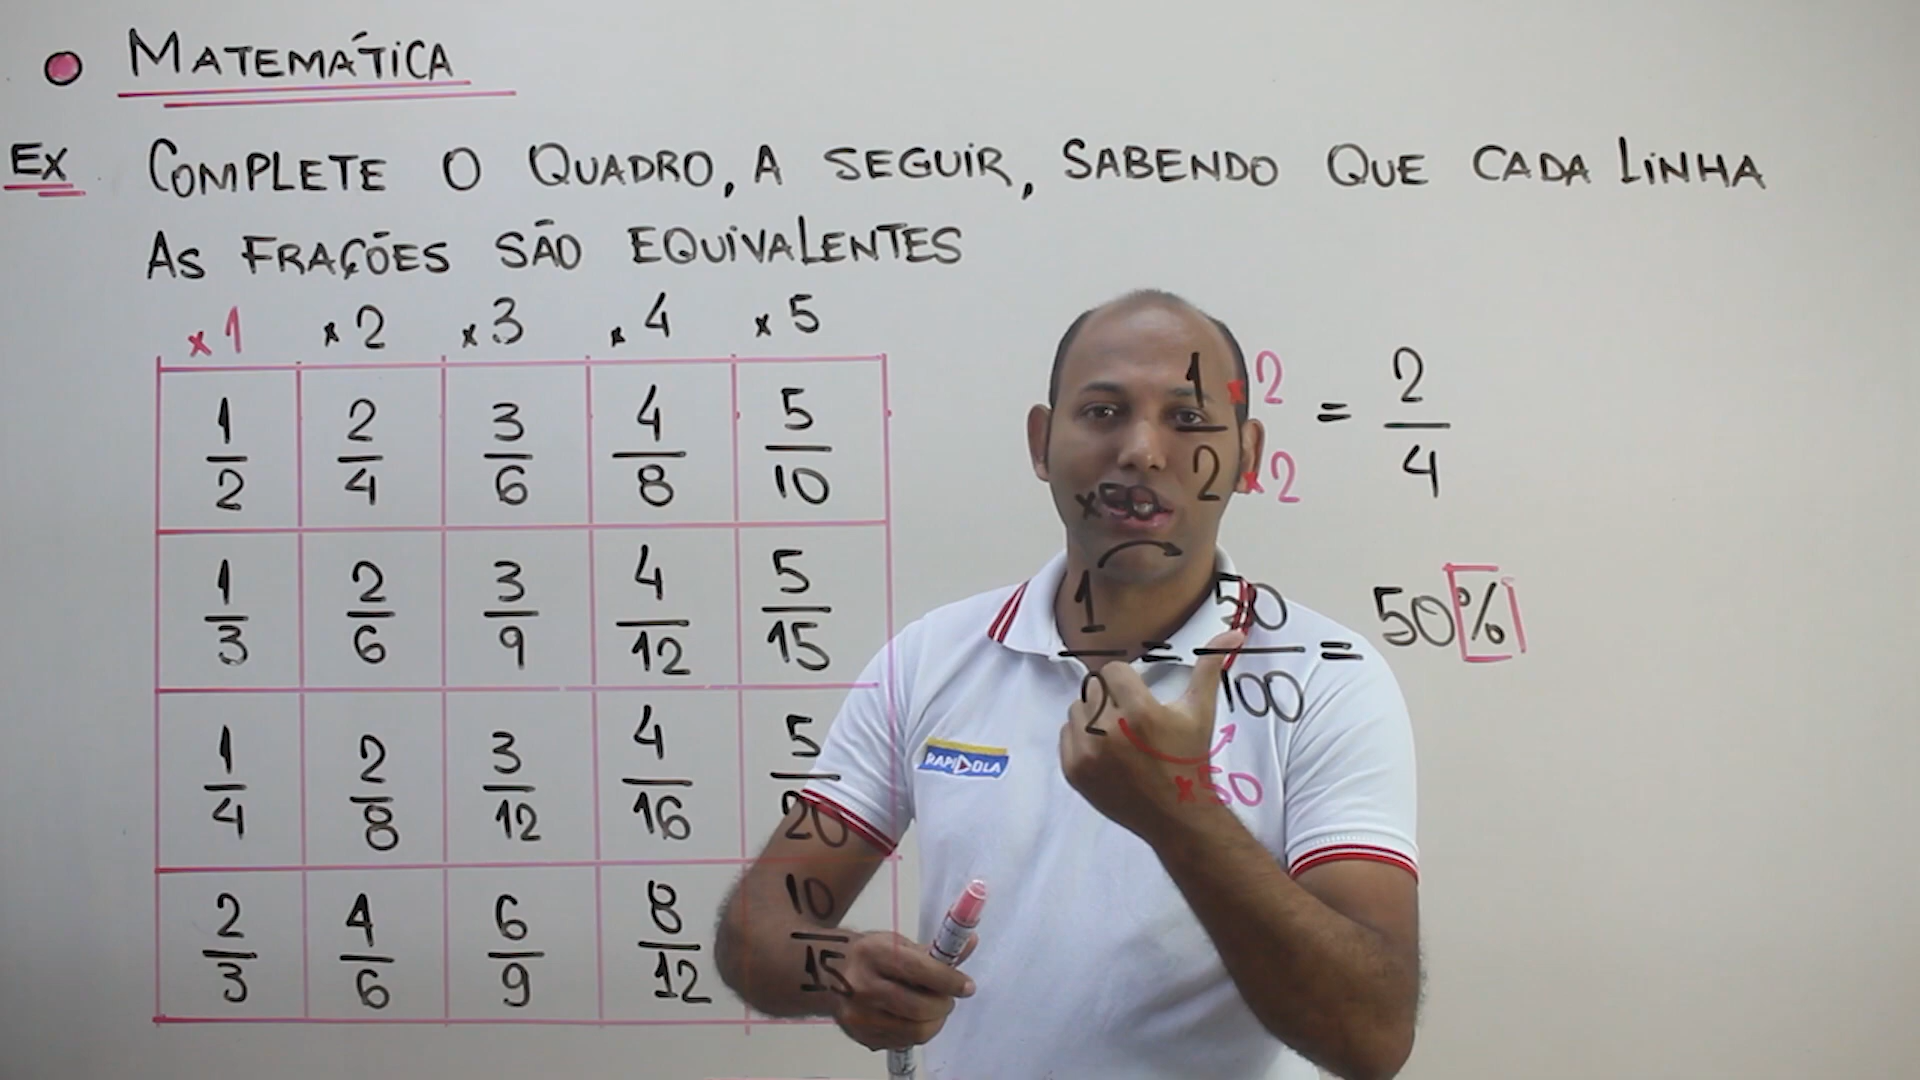 MATEMÁTICA
EX COMPLETE O QUADRO, A SEGUIR, SABENDO QUE CADA LINHA
AS FRAÇÕES SÃO EQUIVALENTES
x1 x2 x3 x4 x5
1/2 2/4 3/6 4/8 5/10
1/3 2/6 3/9 4/12 5/15
1/4 2/8 3/12 4/16 5/20
2/3 4/6 6/9 8/12 10/15
1 x2 / 2 x2 = 2/4
x50
1/2 = 50/100 = 50%
x50
RAPIDOLA